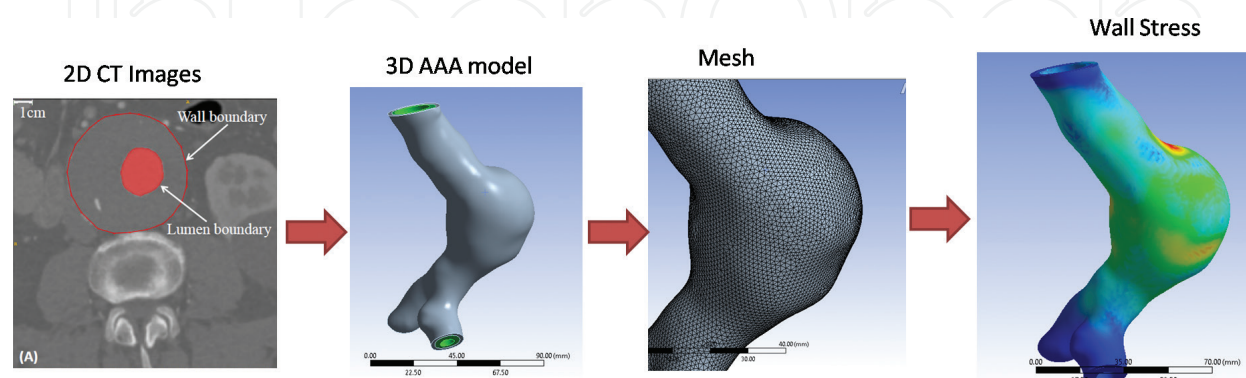 2D CT Images
3D AAA model
Mesh
Wall Stress
1cm
Wall boundary
Lumen boundary
(A)
0.00 45.00 90.00 (mm)
22.50 67.50
40.00 (mm)
30.00
0.00 35.00 70.00 (mm)